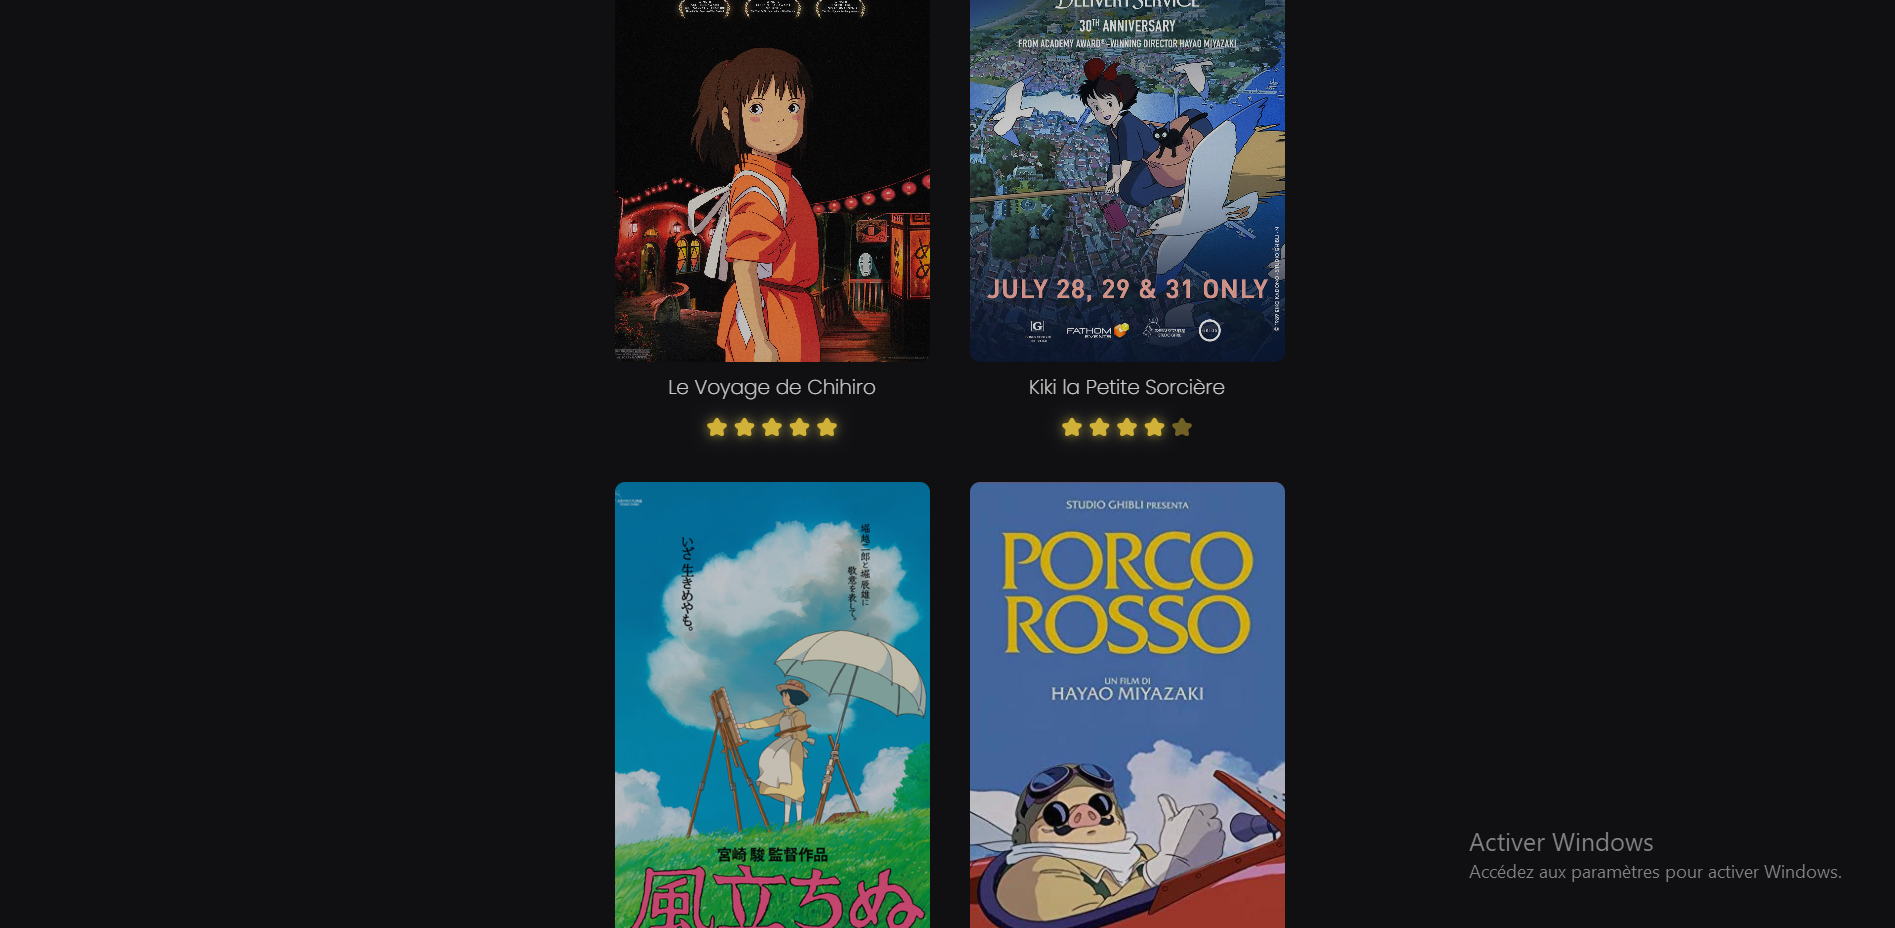 DELIVERY SERVICE
30TH ANNIVERSARY
FROM ACADEMY AWARD®-WINNING DIRECTOR HAYAO MIYAZAKI
JULY 28, 29 & 31 ONLY
G
FATHOM
EVENTS
GKIDS
Le Voyage de Chihiro
Kiki la Petite Sorcière
いざ生きめやも。
堀越二郎と堀辰雄に
敬意を表して。
宮崎 駿 監督作品
風立ちぬ
STUDIO GHIBLI PRESENTA
PORCO
ROSSO
UN FILM DI
HAYAO MIYAZAKI
Activer Windows
Accédez aux paramètres pour activer Windows.